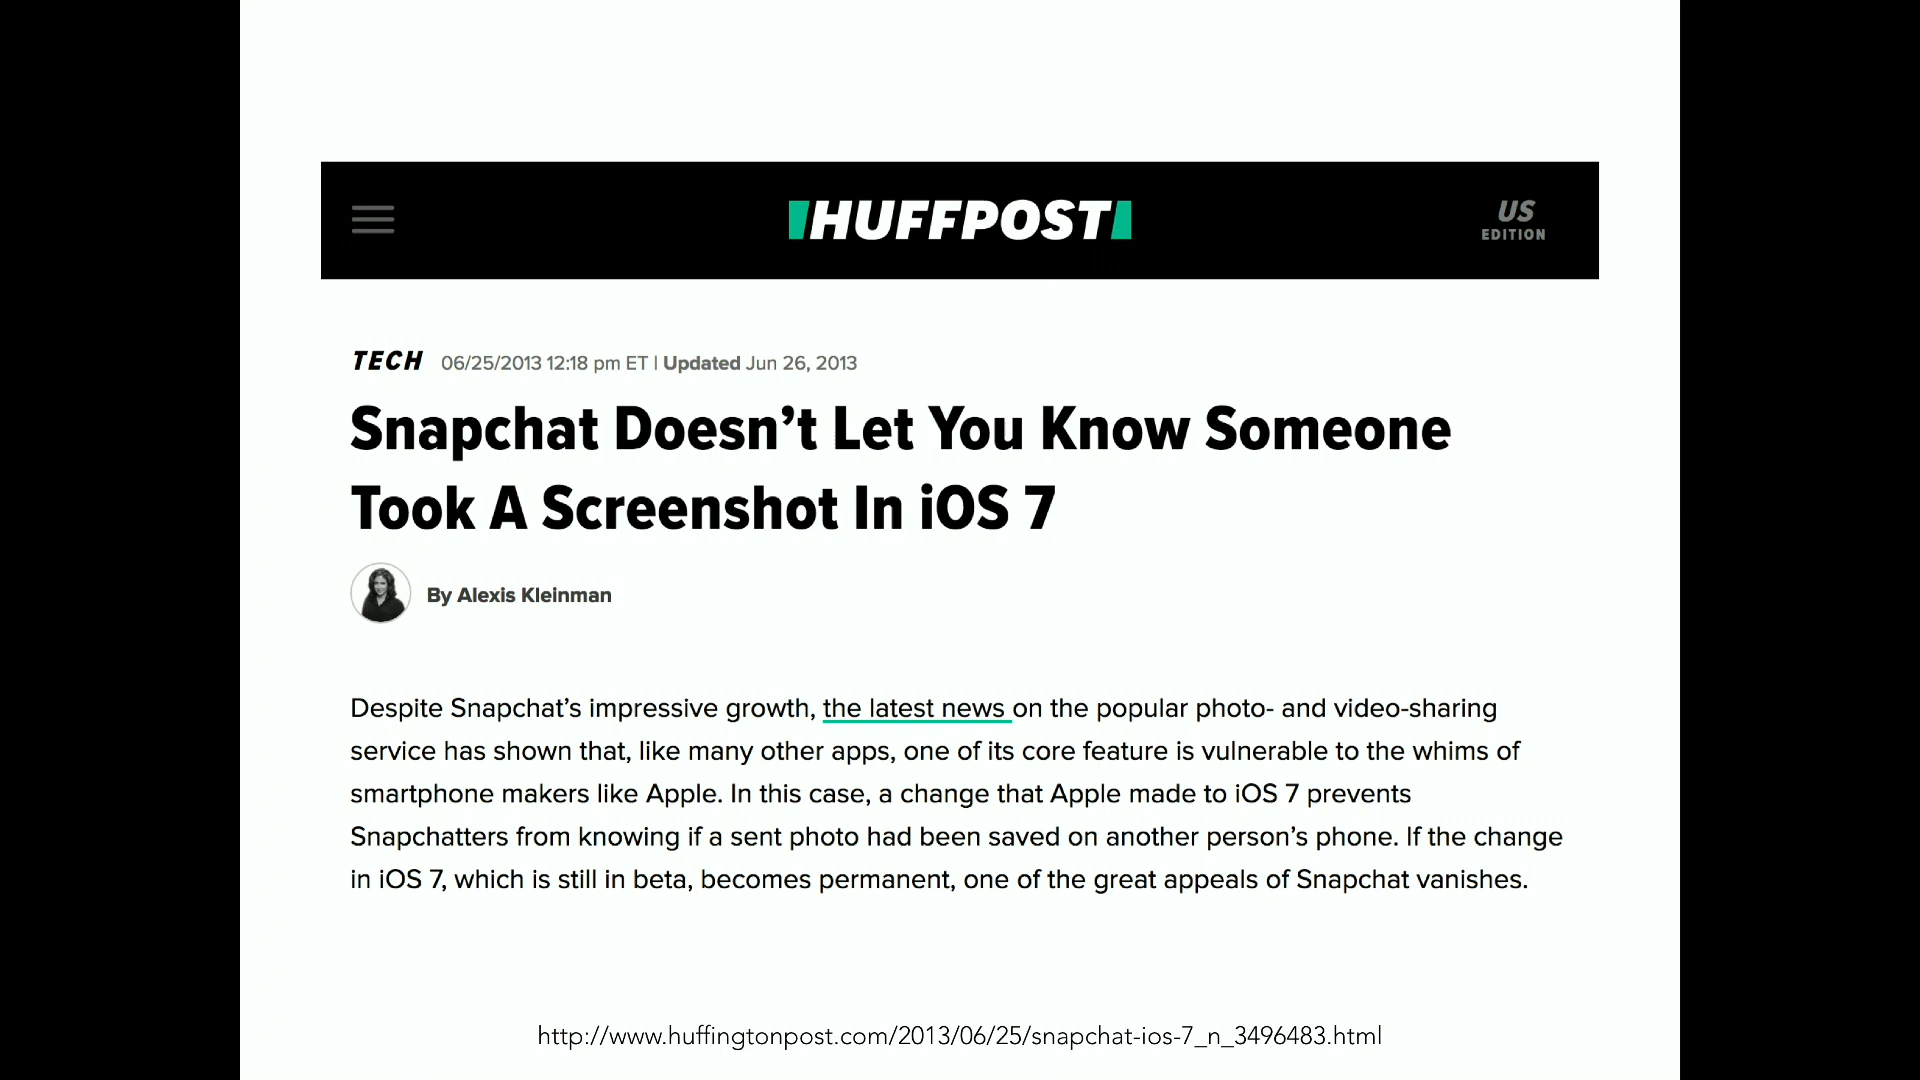 HUFFPOST
US
EDITION
TECH 06/25/2013 12:18 pm ET | Updated Jun 26, 2013
Snapchat Doesn’t Let You Know Someone
Took A Screenshot In iOS 7
By Alexis Kleinman
Despite Snapchat’s impressive growth, the latest news on the popular photo- and video-sharing
service has shown that, like many other apps, one of its core feature is vulnerable to the whims of
smartphone makers like Apple. In this case, a change that Apple made to iOS 7 prevents
Snapchatters from knowing if a sent photo had been saved on another person’s phone. If the change
in iOS 7, which is still in beta, becomes permanent, one of the great appeals of Snapchat vanishes.
http://www.huffingtonpost.com/2013/06/25/snapchat-ios-7_n_3496483.html